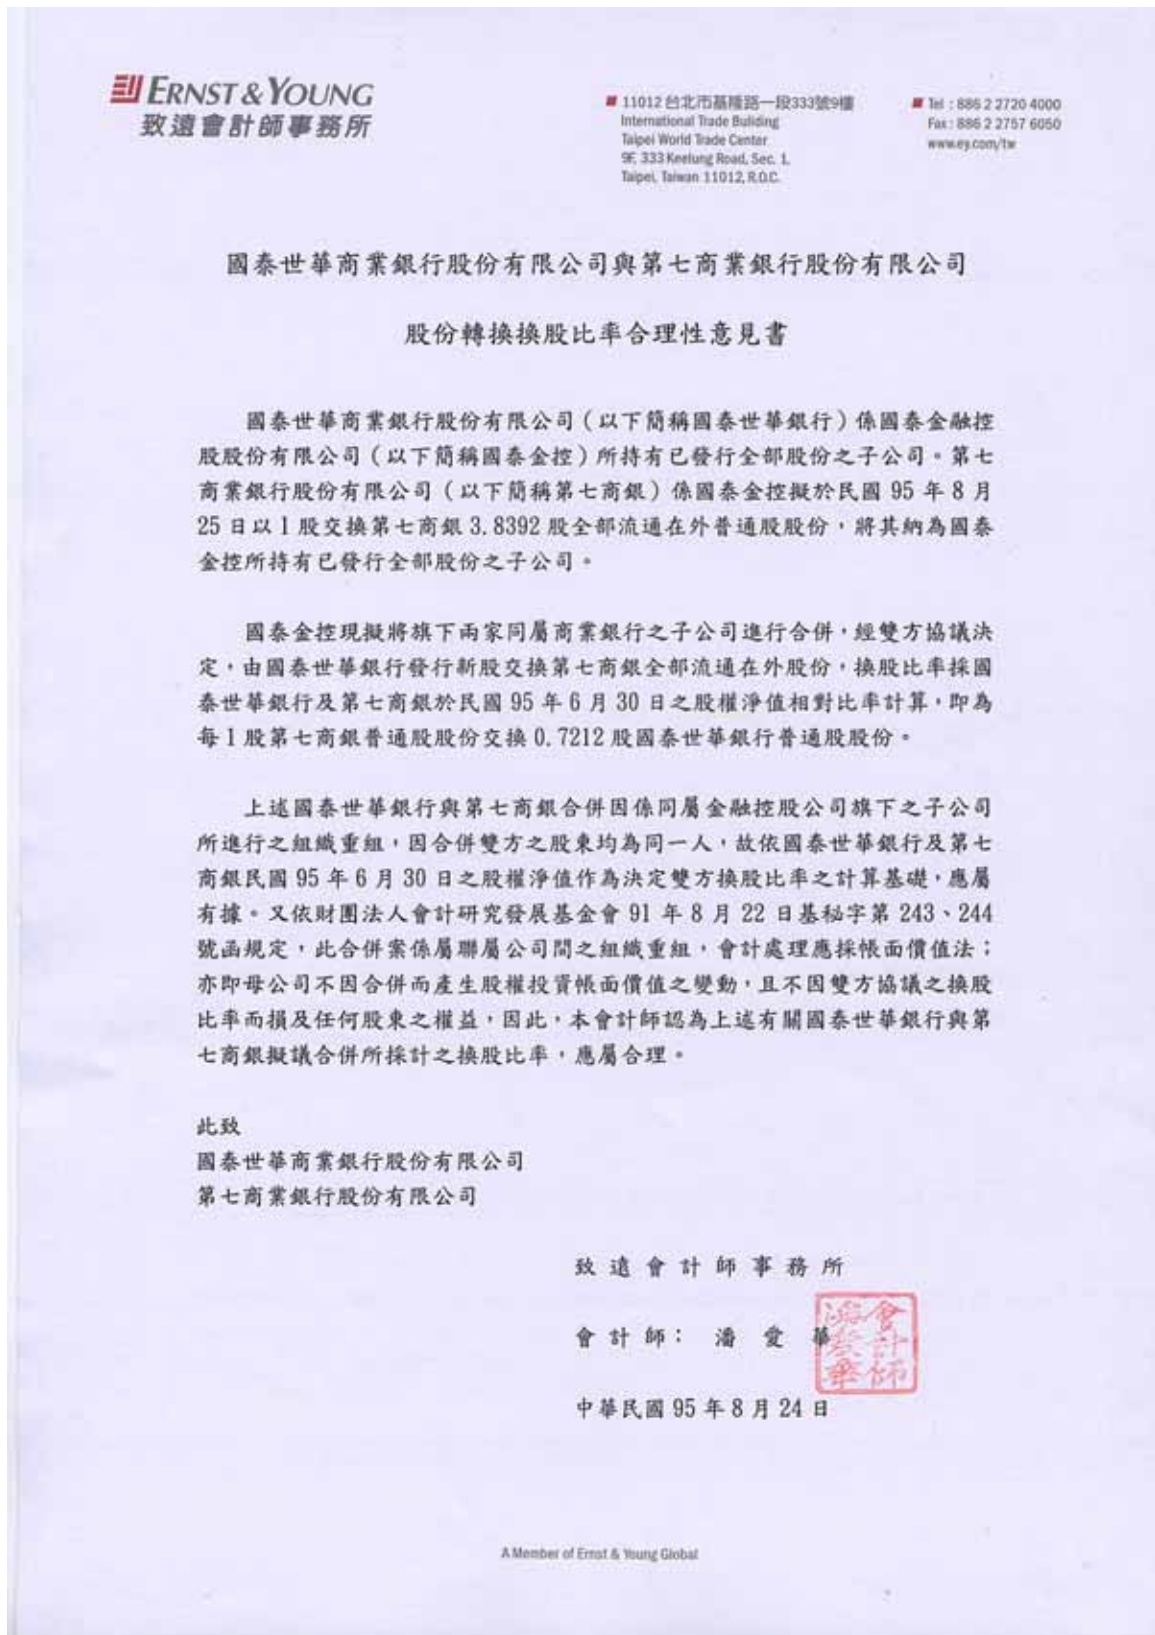 ERNST & YOUNG
致遠會計師事務所
11012 台北市基隆路一段333號9樓
International Trade Building
Taipei World Trade Center
9F, 333 Keelung Road, Sec. 1,
Taipei, Taiwan 11012, R.O.C.
Tel : 886 2 2720 4000
Fax : 886 2 2757 6050
www.ey.com/tw
國泰世華商業銀行股份有限公司與第七商業銀行股份有限公司
股份轉換換股比率合理性意見書
國泰世華商業銀行股份有限公司（以下簡稱國泰世華銀行）係國泰金融控
股股份有限公司（以下簡稱國泰金控）所持有已發行全部股份之子公司。第七
商業銀行股份有限公司（以下簡稱第七商銀）係國泰金控擬於民國 95 年 8 月
25 日以 1 股交換第七商銀 3.8392 股全部流通在外普通股股份，將其納為國泰
金控所持有已發行全部股份之子公司。
國泰金控現擬將旗下兩家同屬商業銀行之子公司進行合併，經雙方協議決
定，由國泰世華銀行發行新股交換第七商銀全部流通在外股份，換股比率採國
泰世華銀行及第七商銀於民國 95 年 6 月 30 日之股權淨值相對比率計算，即為
每 1 股第七商銀普通股股份交換 0.7212 股國泰世華銀行普通股股份。
上述國泰世華銀行與第七商銀合併因係同屬金融控股公司旗下之子公司
所進行之組織重組，因合併雙方之股東均為同一人，故依國泰世華銀行及第七
商銀民國 95 年 6 月 30 日之股權淨值作為決定雙方換股比率之計算基礎，應屬
有據。又依財團法人會計研究發展基金會 91 年 8 月 22 日基秘字第 243、244
號函規定，此合併案係屬聯屬公司間之組織重組，會計處理應採帳面價值法；
亦即母公司不因合併而產生股權投資帳面價值之變動，且不因雙方協議之換股
比率而損及任何股東之權益，因此，本會計師認為上述有關國泰世華銀行與第
七商銀擬議合併所採計之換股比率，應屬合理。
此致
國泰世華商業銀行股份有限公司
第七商業銀行股份有限公司
致遠會計師事務所
會計師： 潘愛華
會計師
潘愛華
中華民國 95 年 8 月 24 日
A Member of Ernst & Young Global